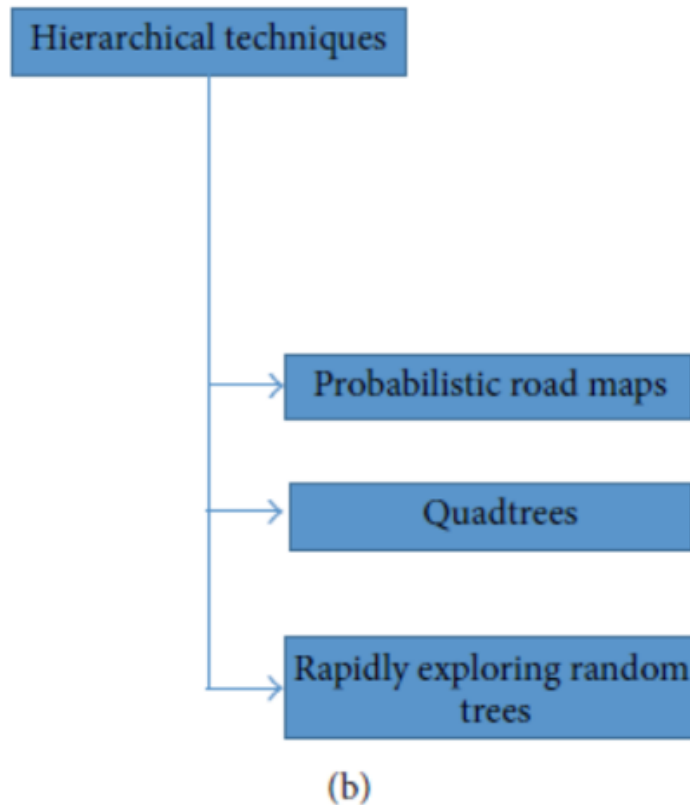 Hierarchical techniques
Probabilistic road maps
Quadtrees
Rapidly exploring random
trees
(b)